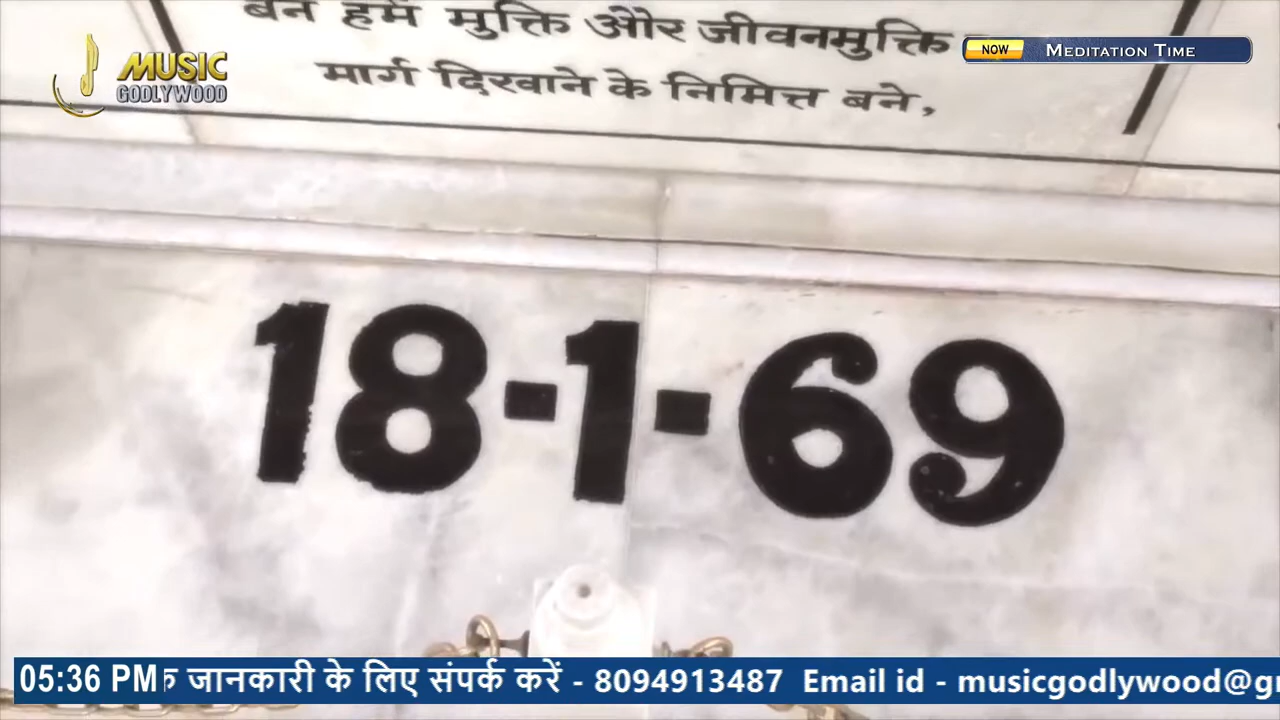 बन हमें मुक्ति और जीवनमुक्ति
NOW MEDITATION TIME
MUSIC
GODLYWOOD
मार्ग दिखाने के निमित्त बने,
18-1-69
05:36 PM जानकारी के लिए संपर्क करें - 8094913487 Email id - musicgodlywood@